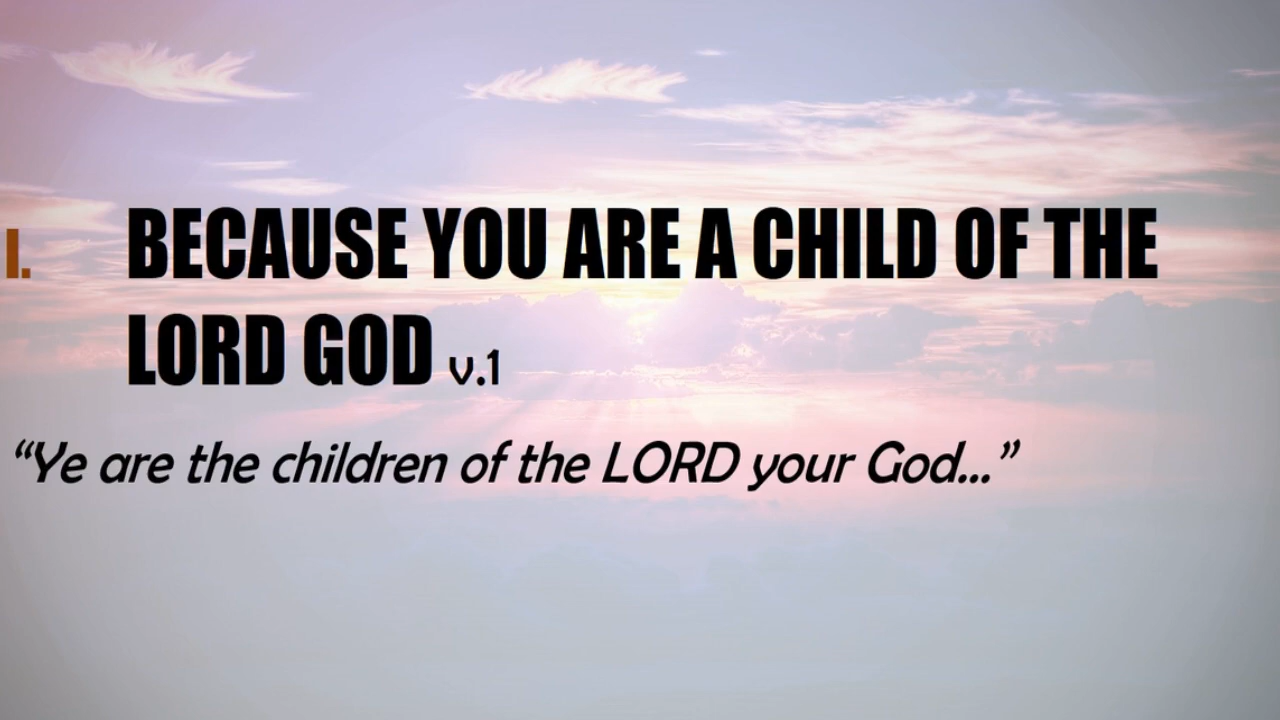 I. BECAUSE YOU ARE A CHILD OF THE
LORD GOD v.1
“Ye are the children of the LORD your God...”